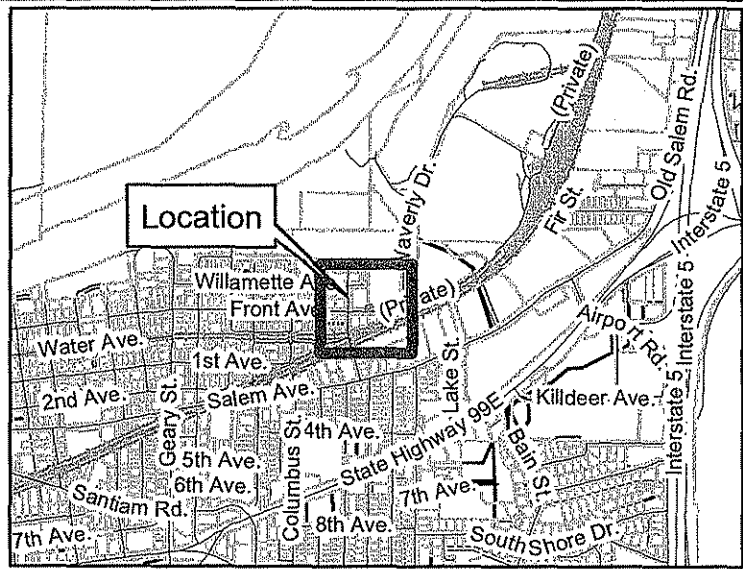 (Private)
Old Salem Rd.
Waverly Dr.
Fir St.
Interstate 5
Location
Willamette A
Front Av
(Private)
Interstate 5
Airport Rd.
Water Ave.
1st Ave.
Salem Ave.
2nd Ave.
Geary St.
Lake St.
Killdeer Ave.
State Highway 99E
Columbus St.
4th Ave.
5th Ave.
6th Ave.
Bain St.
Interstate 5
Santiam Rd.
7th Ave.
7th Ave.
8th Ave.
South Shore Dr.